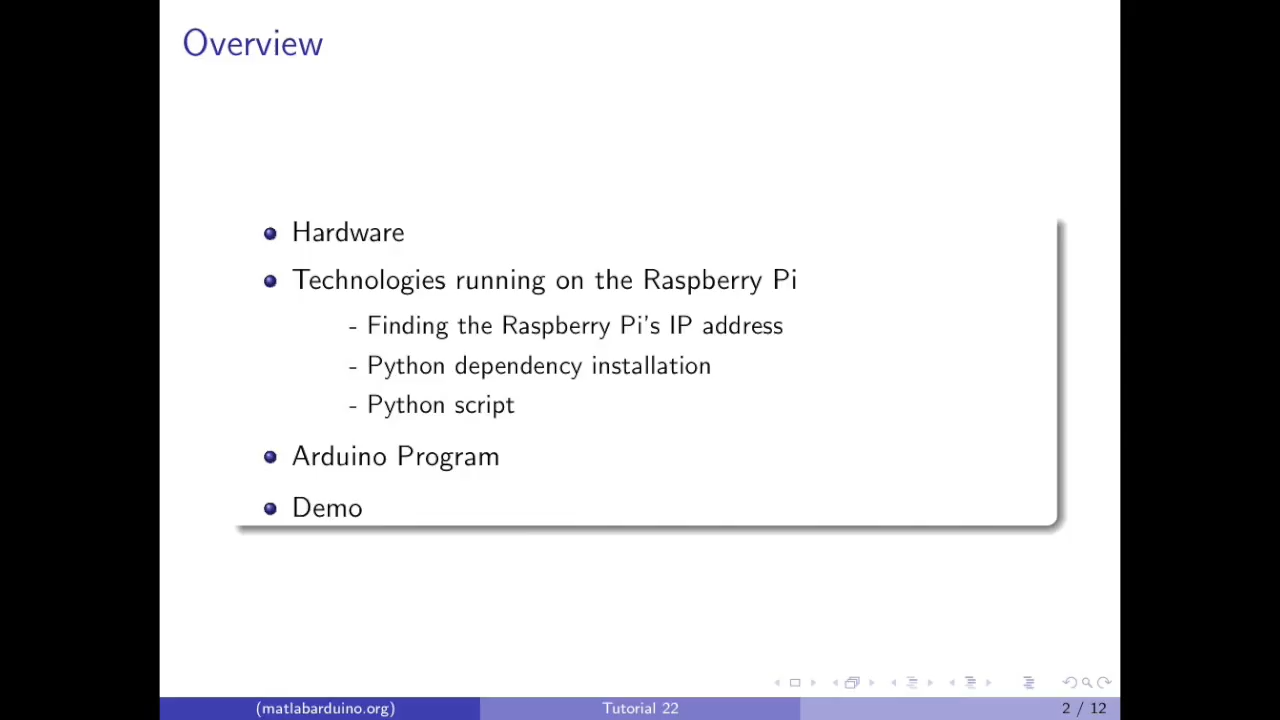 Overview
Hardware
Technologies running on the Raspberry Pi
- Finding the Raspberry Pi's IP address
- Python dependency installation
- Python script
Arduino Program
Demo
(matlabarduino.org)
Tutorial 22
2 / 12